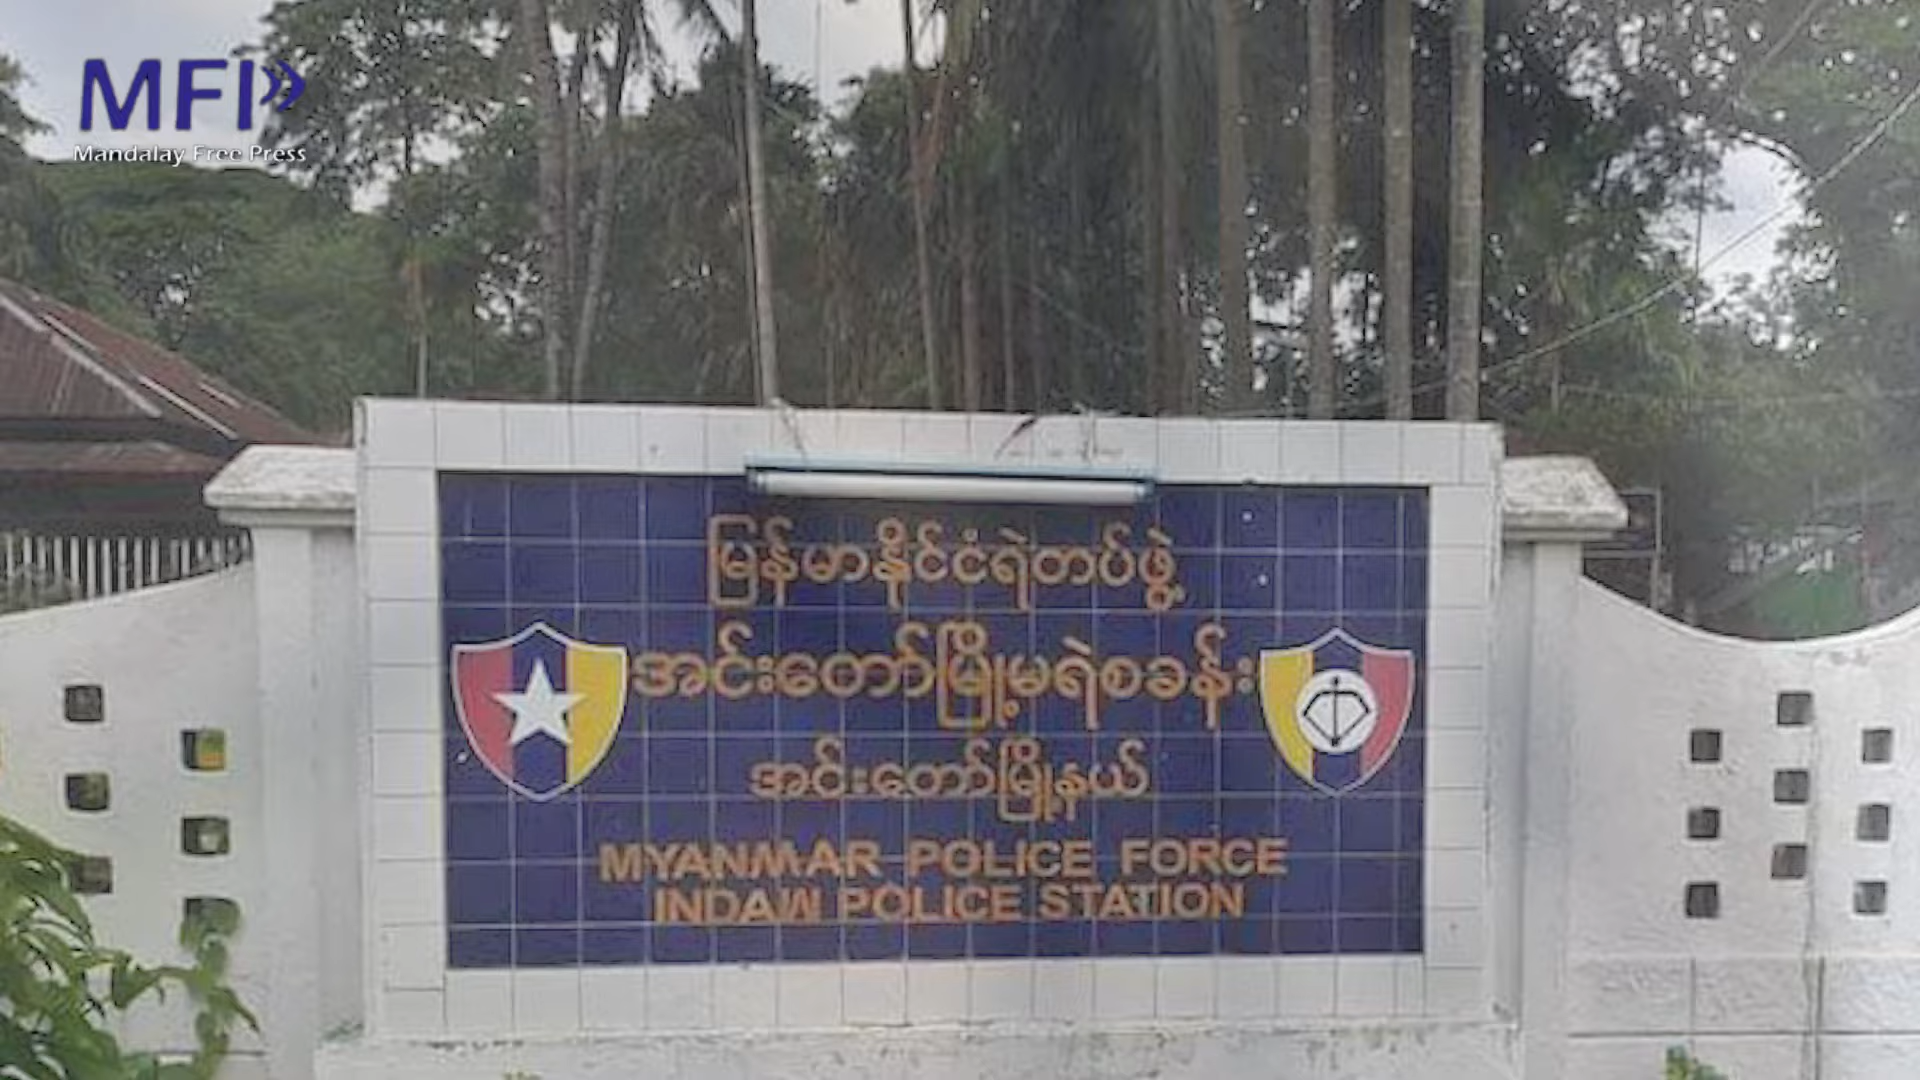 MFP
Mandalay Free Press
မြန်မာနိုင်ငံရဲတပ်ဖွဲ့
အင်းတော်မြို့မရဲစခန်း
အင်းတော်မြို့နယ်
MYANMAR POLICE FORCE
INDAW POLICE STATION